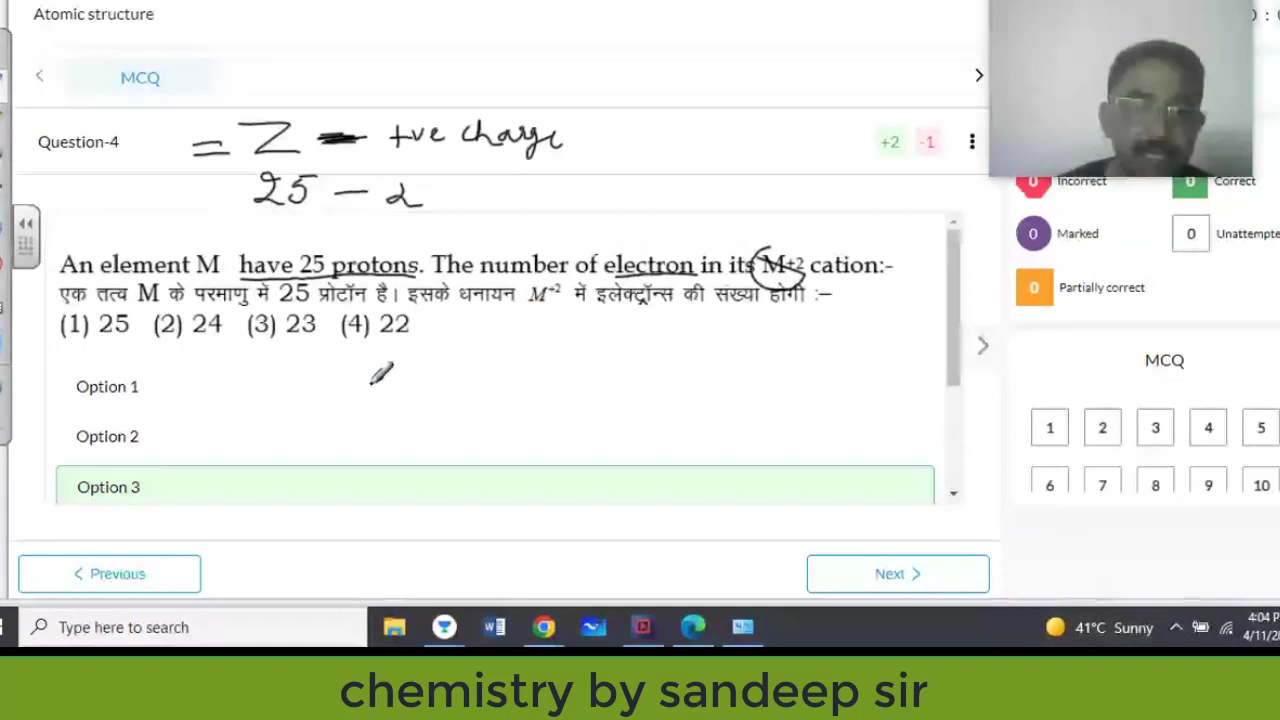 Atomic structure
MCQ
Question-4
= Z - +ve charge
+2 -1
25 - 2
0 Incorrect 0 Correct
0 Marked 0 Unattempte
0 Partially correct
An element M have 25 protons. The number of electron in its M+2 cation:-
एक तत्व M के परमाणु में 25 प्रोटॉन है। इसके धनायन M+2 में इलेक्ट्रॉन्स की संख्या होगी :–
(1) 25 (2) 24 (3) 23 (4) 22
Option 1
Option 2
Option 3
MCQ
1 2 3 4 5
6 7 8 9 10
< Previous
Next >
Type here to search
41°C Sunny
4:04 P
4/11/2
chemistry by sandeep sir